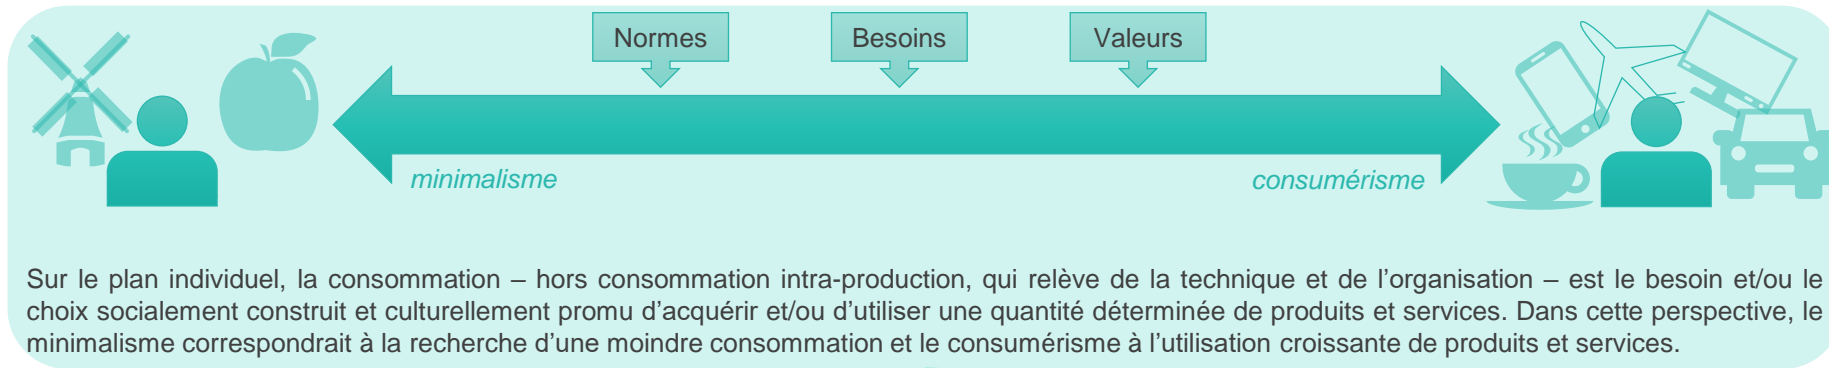 Normes
Besoins
Valeurs
minimalisme
consumérisme
Sur le plan individuel, la consommation – hors consommation intra-production, qui relève de la technique et de l’organisation – est le besoin et/ou le
choix socialement construit et culturellement promu d’acquérir et/ou d’utiliser une quantité déterminée de produits et services. Dans cette perspective, le
minimalisme correspondrait à la recherche d’une moindre consommation et le consumérisme à l’utilisation croissante de produits et services.